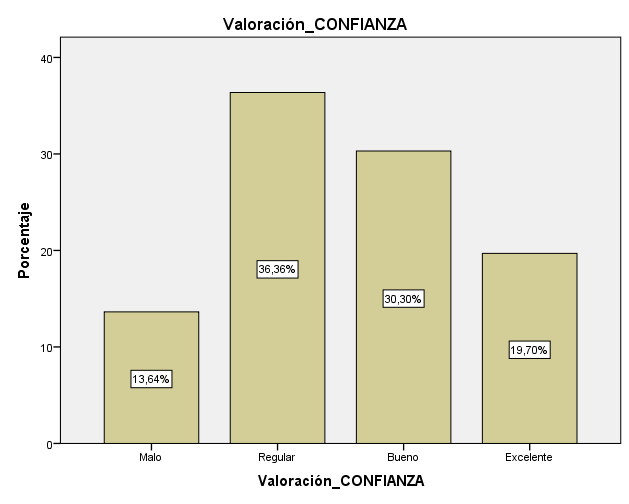 Valoración_CONFIANZA
40
30
20
10
0
Porcentaje
13,64%
36,36%
30,30%
19,70%
Malo
Regular
Bueno
Excelente
Valoración_CONFIANZA